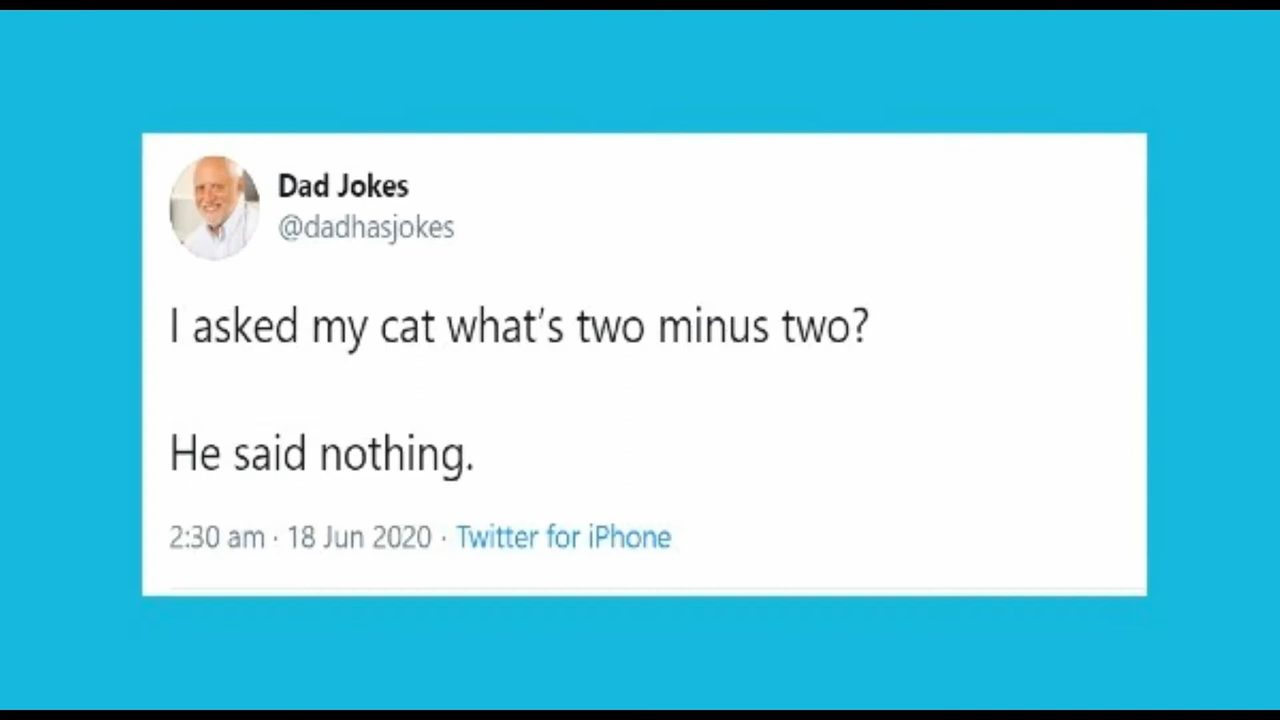 Dad Jokes
@dadhasjokes
I asked my cat what's two minus two?
He said nothing.
2:30 am · 18 Jun 2020 · Twitter for iPhone